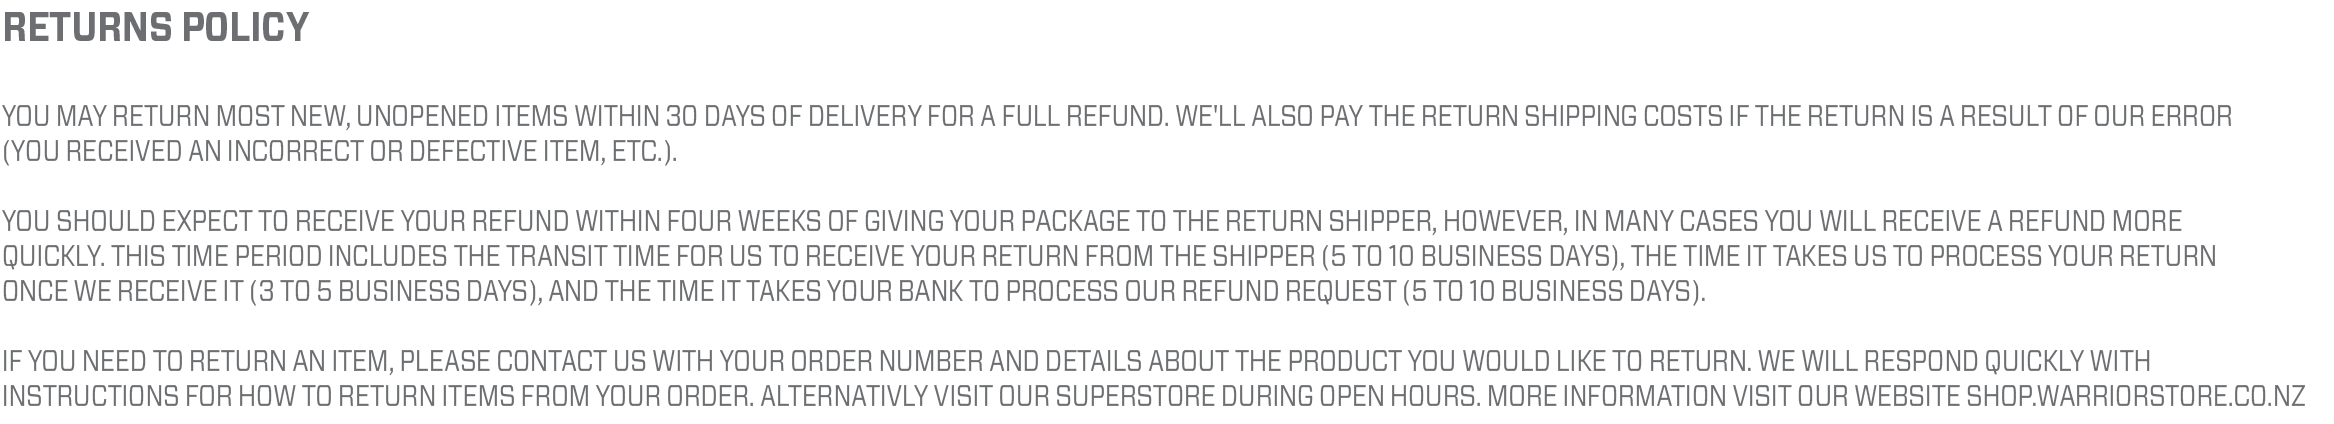 RETURNS POLICY
YOU MAY RETURN MOST NEW, UNOPENED ITEMS WITHIN 30 DAYS OF DELIVERY FOR A FULL REFUND. WE'LL ALSO PAY THE RETURN SHIPPING COSTS IF THE RETURN IS A RESULT OF OUR ERROR
(YOU RECEIVED AN INCORRECT OR DEFECTIVE ITEM, ETC.).
YOU SHOULD EXPECT TO RECEIVE YOUR REFUND WITHIN FOUR WEEKS OF GIVING YOUR PACKAGE TO THE RETURN SHIPPER, HOWEVER, IN MANY CASES YOU WILL RECEIVE A REFUND MORE
QUICKLY. THIS TIME PERIOD INCLUDES THE TRANSIT TIME FOR US TO RECEIVE YOUR RETURN FROM THE SHIPPER (5 TO 10 BUSINESS DAYS), THE TIME IT TAKES US TO PROCESS YOUR RETURN
ONCE WE RECEIVE IT (3 TO 5 BUSINESS DAYS), AND THE TIME IT TAKES YOUR BANK TO PROCESS OUR REFUND REQUEST (5 TO 10 BUSINESS DAYS).
IF YOU NEED TO RETURN AN ITEM, PLEASE CONTACT US WITH YOUR ORDER NUMBER AND DETAILS ABOUT THE PRODUCT YOU WOULD LIKE TO RETURN. WE WILL RESPOND QUICKLY WITH
INSTRUCTIONS FOR HOW TO RETURN ITEMS FROM YOUR ORDER. ALTERNATIVLY VISIT OUR SUPERSTORE DURING OPEN HOURS. MORE INFORMATION VISIT OUR WEBSITE SHOP.WARRIORSTORE.CO.NZ